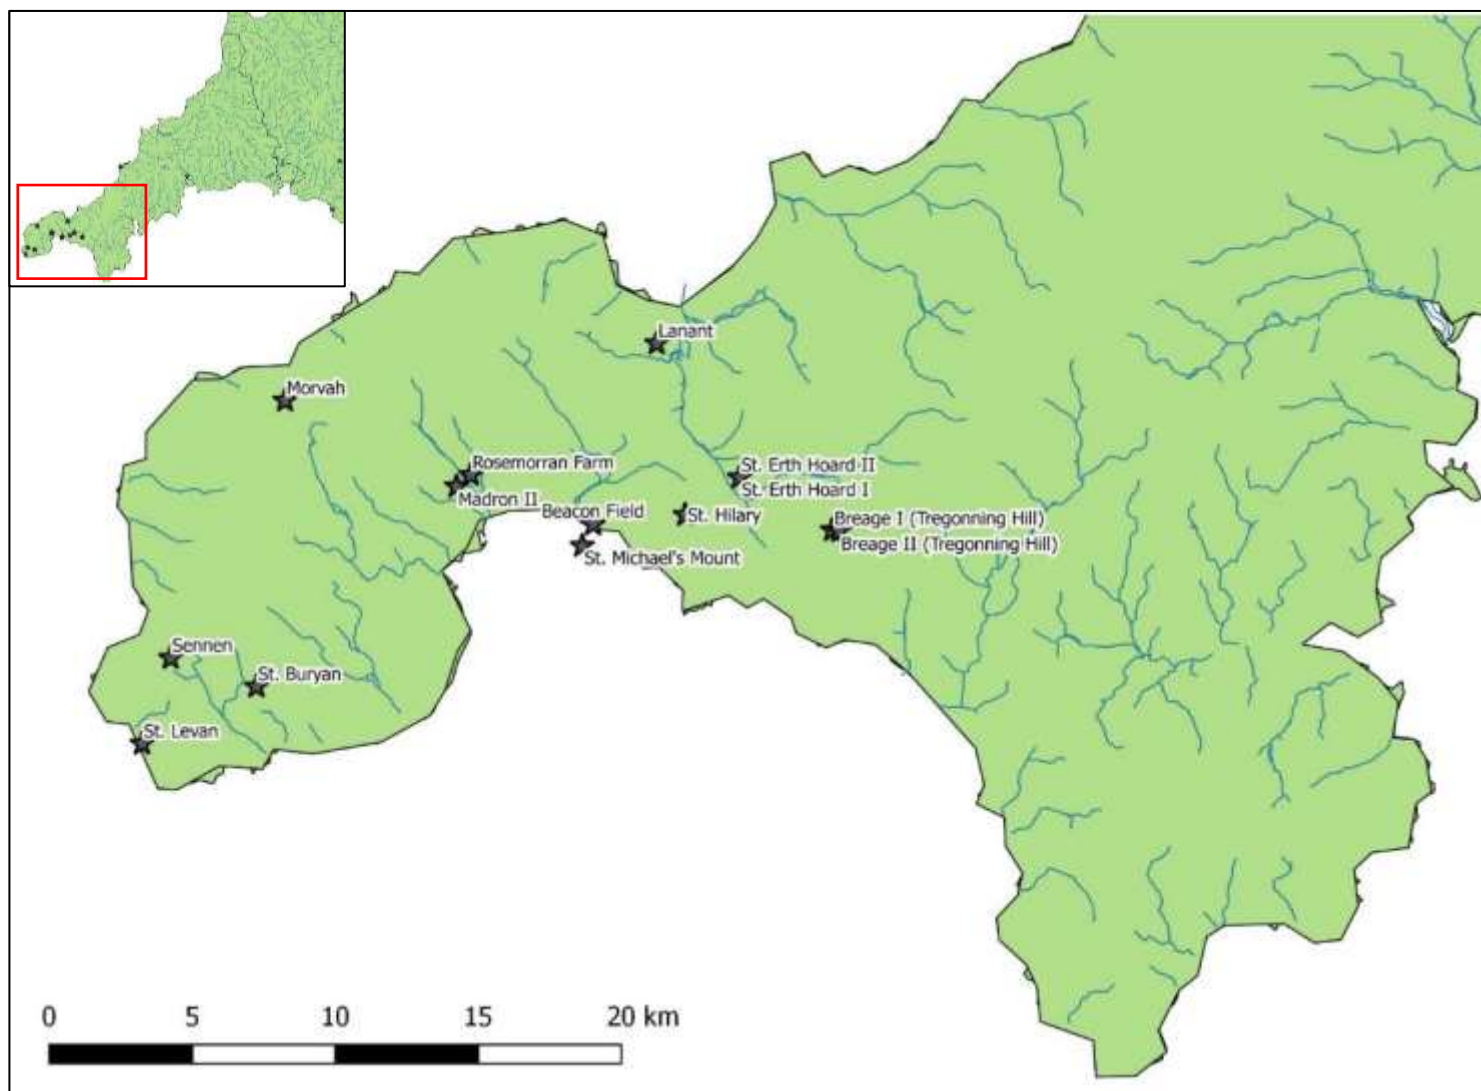 Lanant
Morvah
Rosemorran Farm
St. Erth Hoard II
Madron II
St. Erth Hoard I
Beacon Field
St. Hilary
Breage I (Tregonning Hill)
Breage II (Tregonning Hill)
St. Michael's Mount
Sennen
St. Buryan
St. Levan
0 5 10 15 20 km